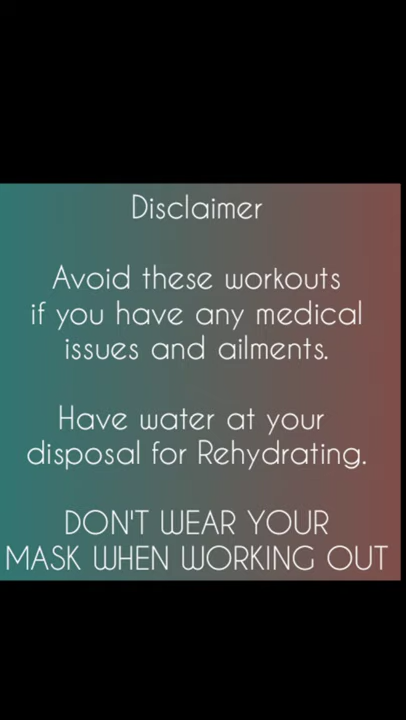 Disclaimer
Avoid these workouts
if you have any medical
issues and ailments.
Have water at your
disposal for Rehydrating.
DON'T WEAR YOUR
MASK WHEN WORKING OUT